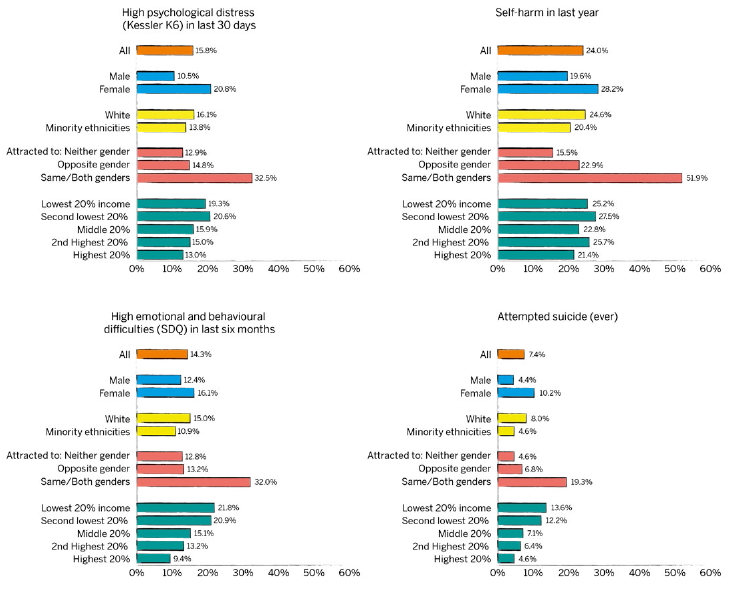 High psychological distress
(Kessler K6) in last 30 days
All 15.8%
Male 10.5%
Female 20.8%
White 16.1%
Minority ethnicities 13.8%
Attracted to: Neither gender 12.9%
Opposite gender 14.8%
Same/Both genders 32.5%
Lowest 20% income 19.3%
Second lowest 20% 20.6%
Middle 20% 15.9%
2nd Highest 20% 15.0%
Highest 20% 13.0%
0% 10% 20% 30% 40% 50% 60%
Self-harm in last year
All 24.0%
Male 19.6%
Female 28.2%
White 24.6%
Minority ethnicities 20.4%
Attracted to: Neither gender 15.5%
Opposite gender 22.9%
Same/Both genders 51.9%
Lowest 20% income 25.2%
Second lowest 20% 27.5%
Middle 20% 22.8%
2nd Highest 20% 25.7%
Highest 20% 21.4%
0% 10% 20% 30% 40% 50% 60%
High emotional and behavioural
difficulties (SDQ) in last six months
All 14.3%
Male 12.4%
Female 16.1%
White 15.0%
Minority ethnicities 10.9%
Attracted to: Neither gender 12.8%
Opposite gender 13.2%
Same/Both genders 32.0%
Lowest 20% income 21.8%
Second lowest 20% 20.9%
Middle 20% 15.1%
2nd Highest 20% 13.2%
Highest 20% 9.4%
0% 10% 20% 30% 40% 50% 60%
Attempted suicide (ever)
All 7.4%
Male 4.4%
Female 10.2%
White 8.0%
Minority ethnicities 4.6%
Attracted to: Neither gender 4.6%
Opposite gender 6.8%
Same/Both genders 19.3%
Lowest 20% income 13.6%
Second lowest 20% 12.2%
Middle 20% 7.1%
2nd Highest 20% 6.4%
Highest 20% 4.6%
0% 10% 20% 30% 40% 50% 60%